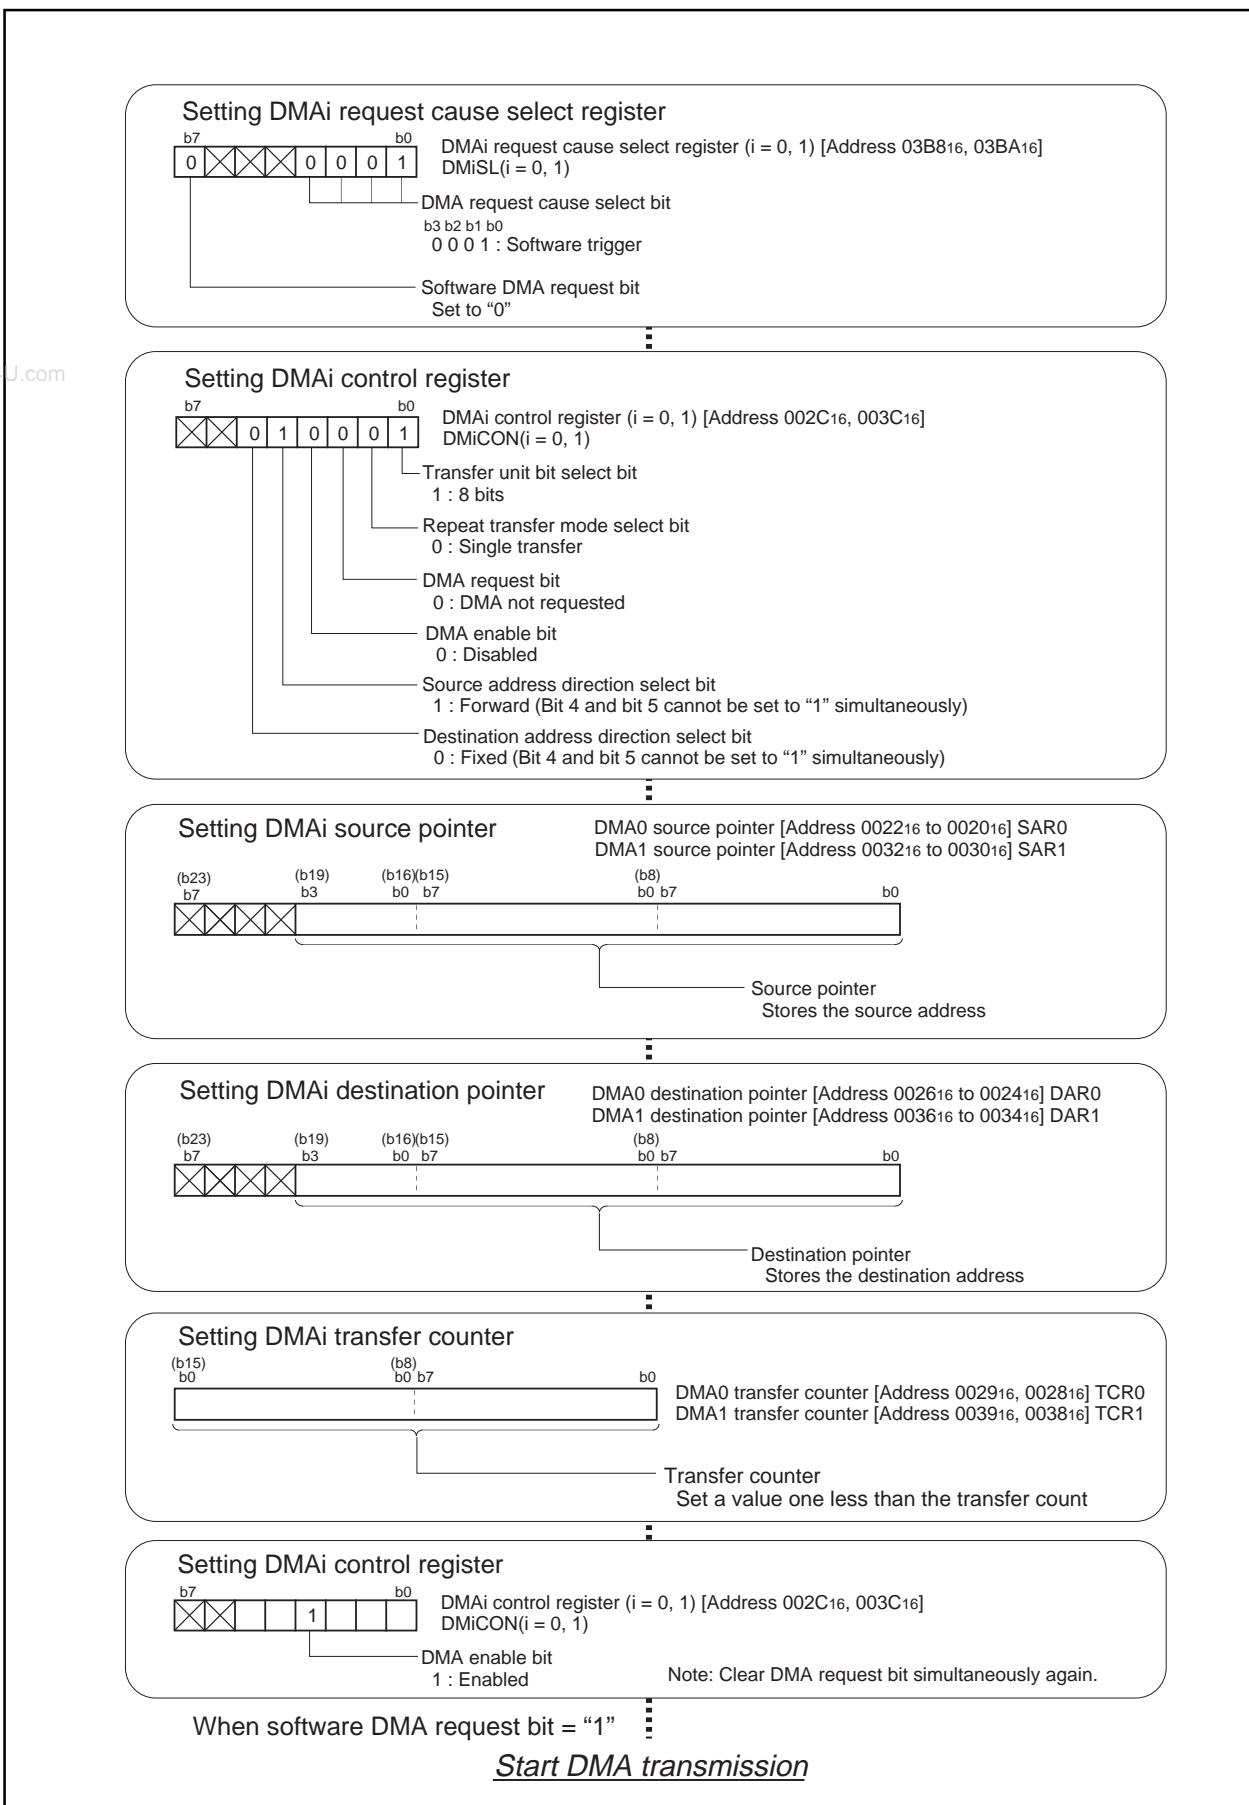 Setting DMAi request cause select register
b7 b0
0 0 0 0 1
DMAi request cause select register (i = 0, 1) [Address 03B816, 03BA16]
DMiSL(i = 0, 1)
DMA request cause select bit
b3 b2 b1 b0
0 0 0 1 : Software trigger
Software DMA request bit
Set to “0”
U.com
Setting DMAi control register
b7 b0
0 1 0 0 0 1
DMAi control register (i = 0, 1) [Address 002C16, 003C16]
DMiCON(i = 0, 1)
Transfer unit bit select bit
1 : 8 bits
Repeat transfer mode select bit
0 : Single transfer
DMA request bit
0 : DMA not requested
DMA enable bit
0 : Disabled
Source address direction select bit
1 : Forward (Bit 4 and bit 5 cannot be set to “1” simultaneously)
Destination address direction select bit
0 : Fixed (Bit 4 and bit 5 cannot be set to “1” simultaneously)
Setting DMAi source pointer
DMA0 source pointer [Address 002216 to 002016] SAR0
DMA1 source pointer [Address 003216 to 003016] SAR1
(b23) (b19) (b16)(b15) (b8)
b7 b3 b0 b7 b0 b7 b0
Source pointer
Stores the source address
Setting DMAi destination pointer
DMA0 destination pointer [Address 002616 to 002416] DAR0
DMA1 destination pointer [Address 003616 to 003416] DAR1
(b23) (b19) (b16)(b15) (b8)
b7 b3 b0 b7 b0 b7 b0
Destination pointer
Stores the destination address
Setting DMAi transfer counter
(b15) (b8)
b0 b0 b7 b0
DMA0 transfer counter [Address 002916, 002816] TCR0
DMA1 transfer counter [Address 003916, 003816] TCR1
Transfer counter
Set a value one less than the transfer count
Setting DMAi control register
b7 b0
1
DMAi control register (i = 0, 1) [Address 002C16, 003C16]
DMiCON(i = 0, 1)
DMA enable bit
1 : Enabled
Note: Clear DMA request bit simultaneously again.
When software DMA request bit = “1”
Start DMA transmission